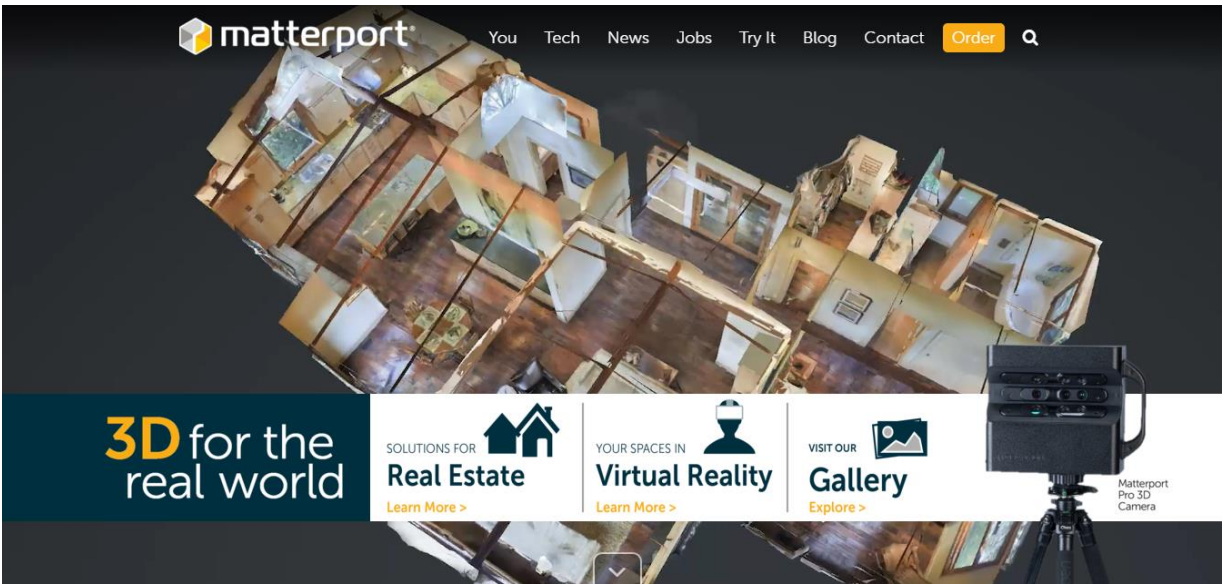 matterport
You Tech News Jobs Try It Blog Contact Order
3D for the
real world
SOLUTIONS FOR
Real Estate
Learn More >
YOUR SPACES IN
Virtual Reality
Learn More >
VISIT OUR
Gallery
Explore >
Matterport
Pro 3D
Camera